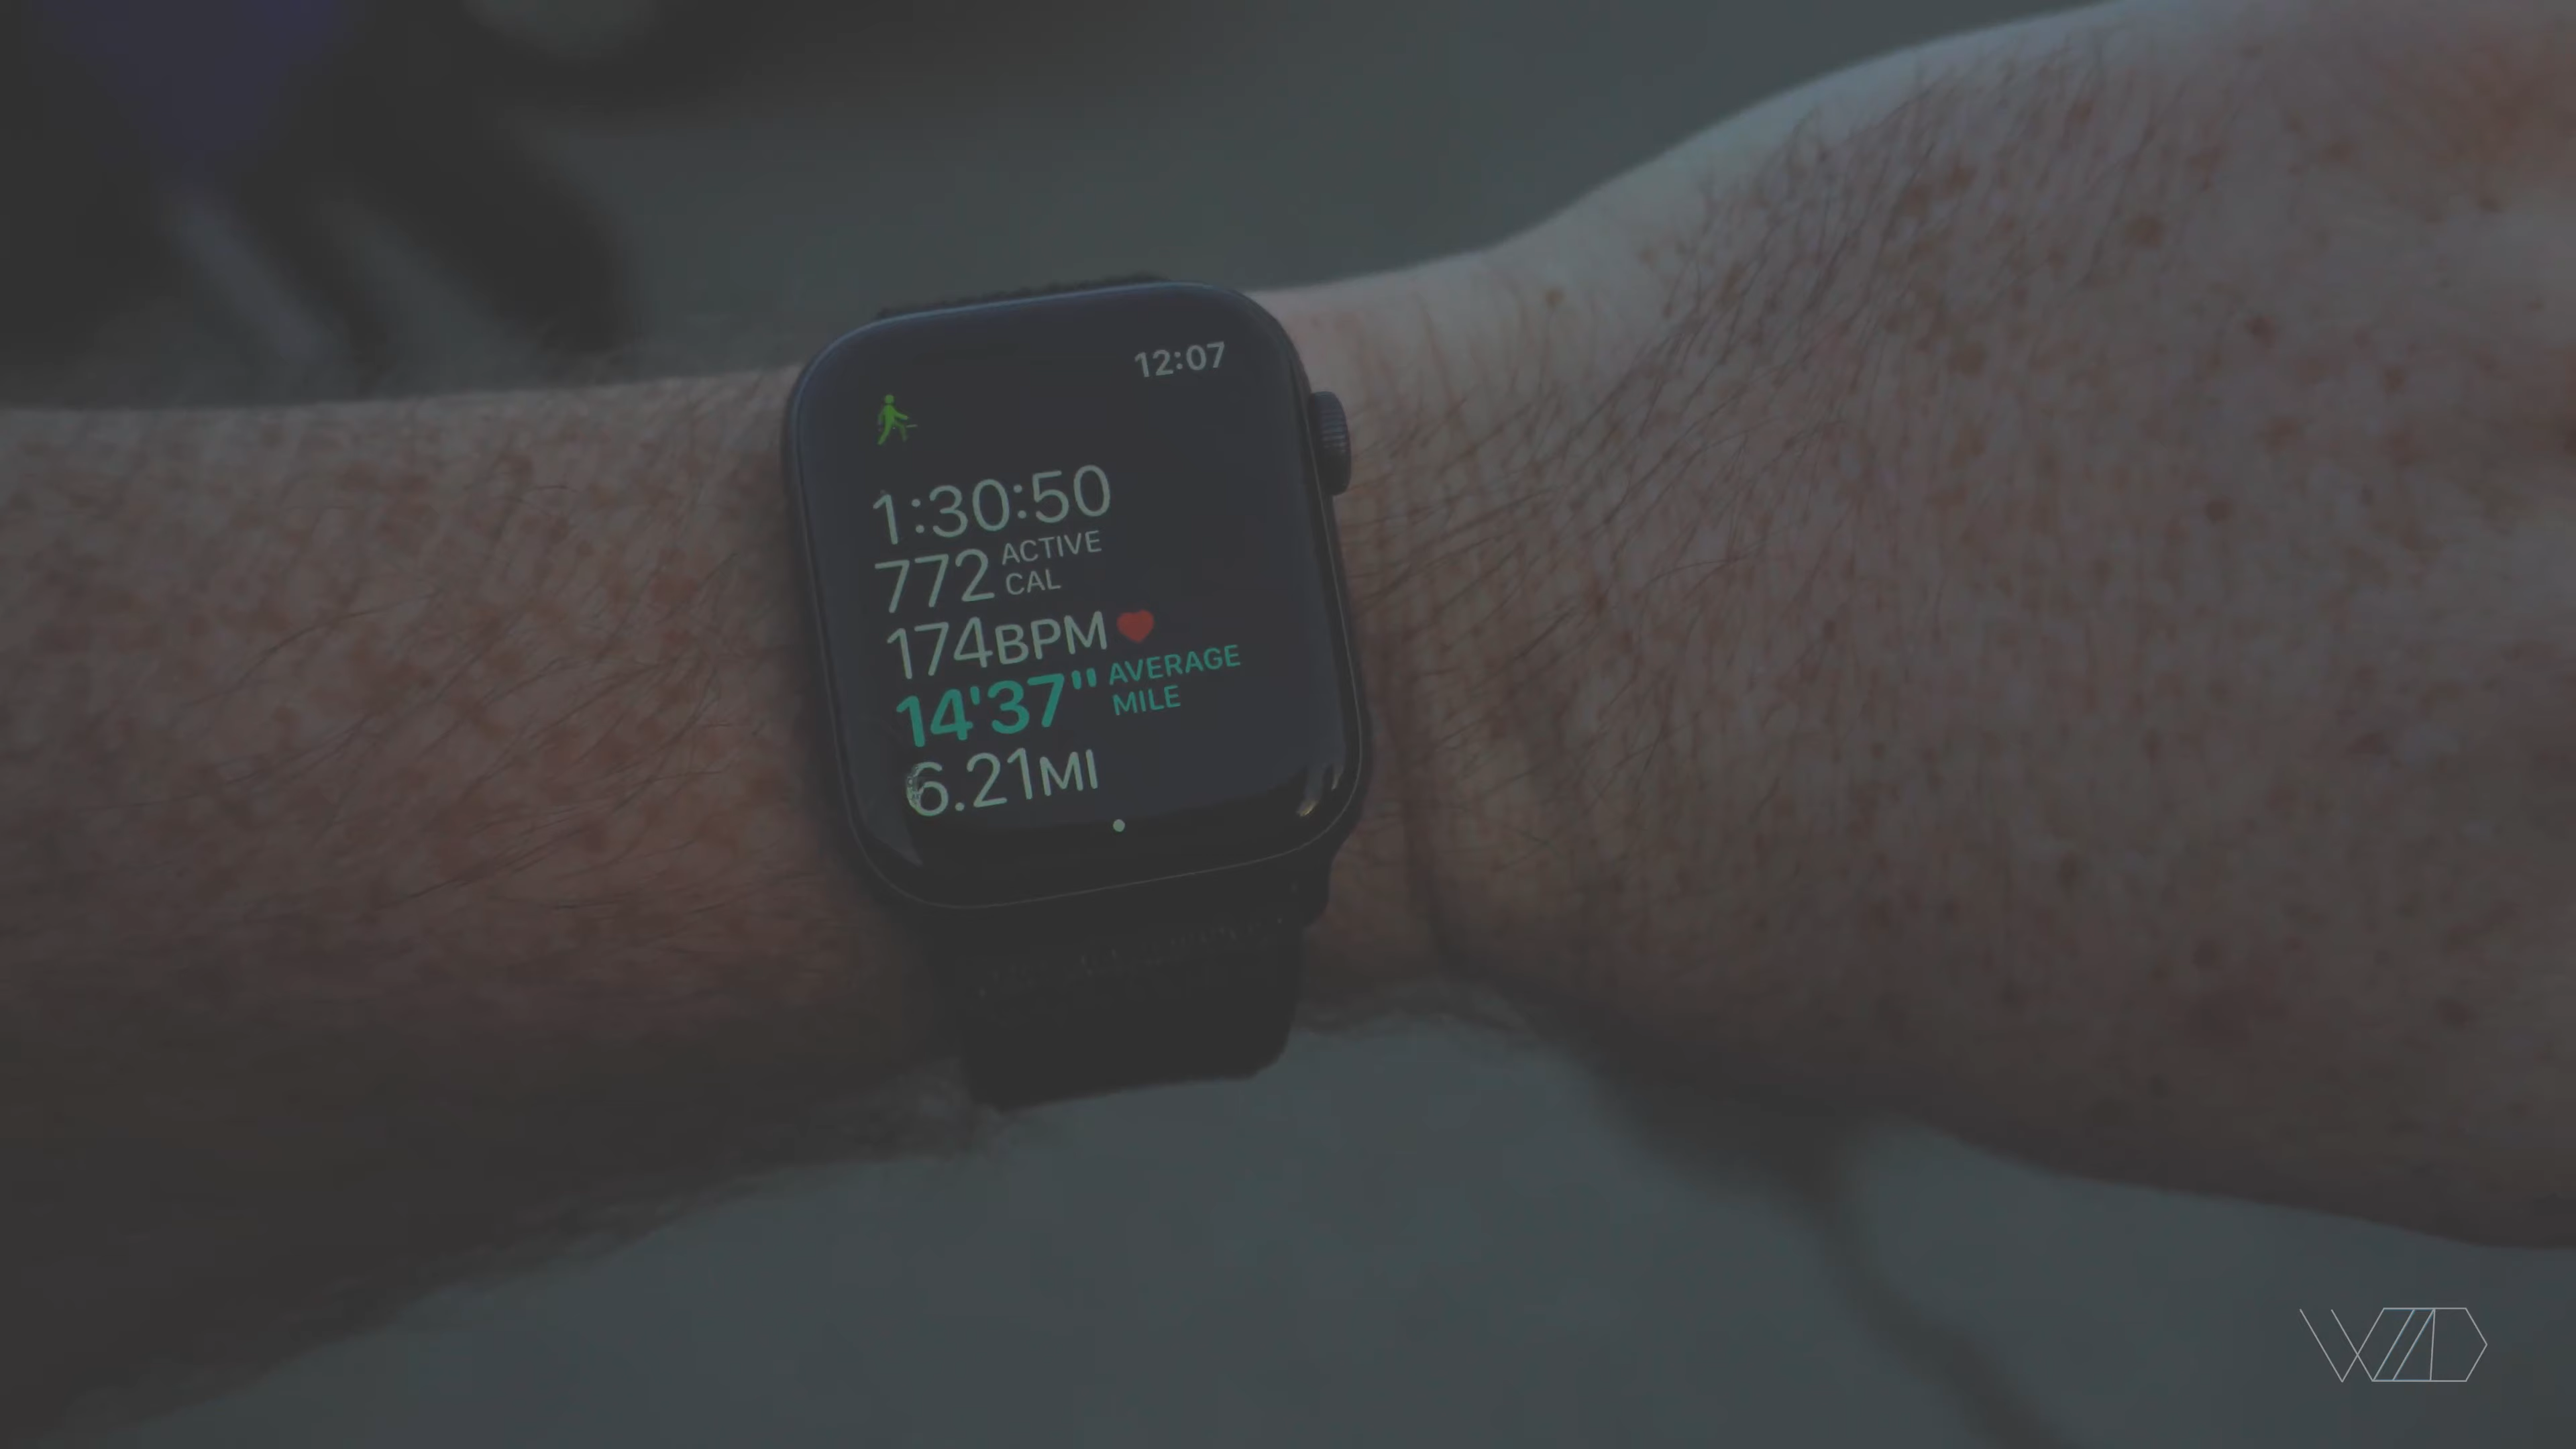 12:07
1:30:50
772 ACTIVE
CAL
174BPM
14'37" AVERAGE
MILE
6.21MI